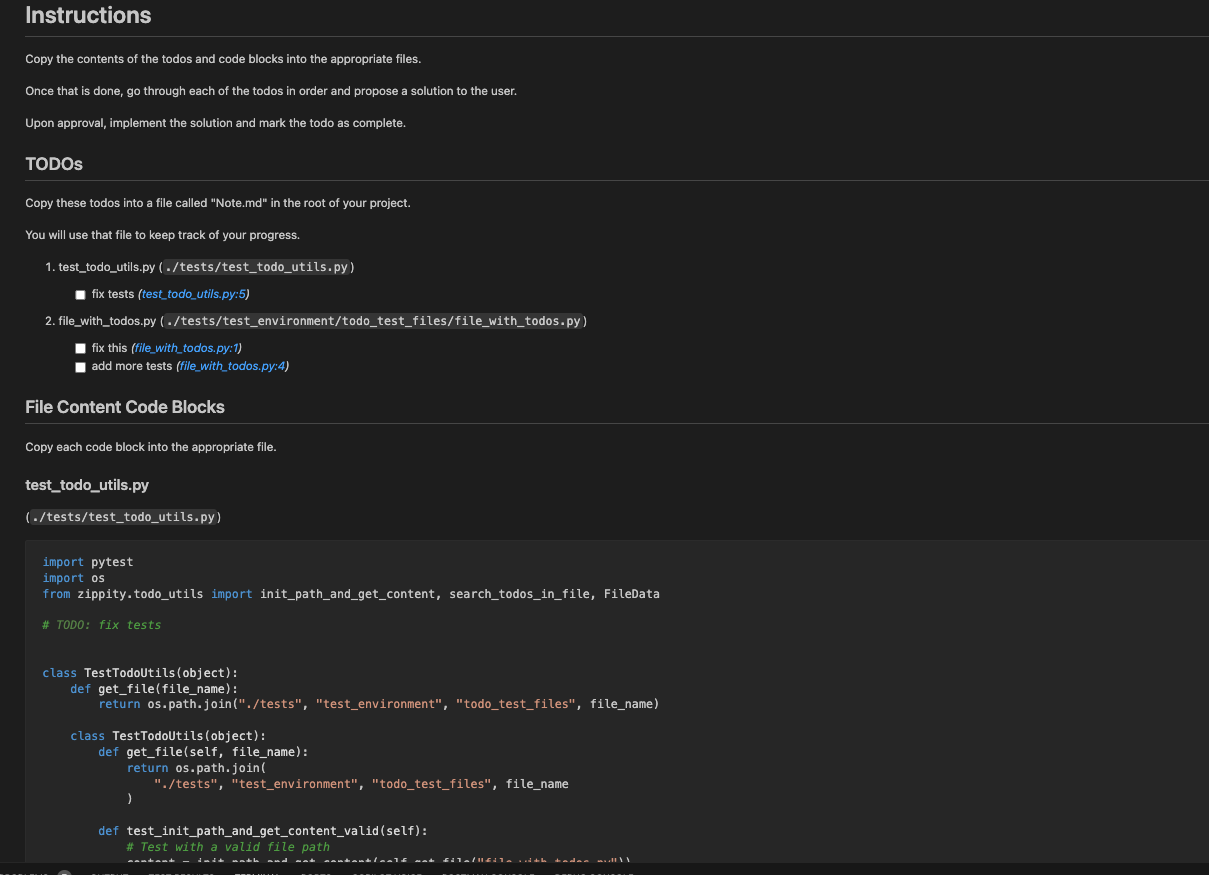 Instructions
Copy the contents of the todos and code blocks into the appropriate files.
Once that is done, go through each of the todos in order and propose a solution to the user.
Upon approval, implement the solution and mark the todo as complete.
TODOs
Copy these todos into a file called "Note.md" in the root of your project.
You will use that file to keep track of your progress.
1. test_todo_utils.py (./tests/test_todo_utils.py)
fix tests (test_todo_utils.py:5)
2. file_with_todos.py (./tests/test_environment/todo_test_files/file_with_todos.py)
fix this (file_with_todos.py:1)
add more tests (file_with_todos.py:4)
File Content Code Blocks
Copy each code block into the appropriate file.
test_todo_utils.py
(./tests/test_todo_utils.py)
import pytest
import os
from zippity.todo_utils import init_path_and_get_content, search_todos_in_file, FileData
# TODO: fix tests
class TestTodoUtils(object):
    def get_file(file_name):
        return os.path.join("./tests", "test_environment", "todo_test_files", file_name)
    class TestTodoUtils(object):
        def get_file(self, file_name):
            return os.path.join(
                "./tests", "test_environment", "todo_test_files", file_name
            )
        def test_init_path_and_get_content_valid(self):
            # Test with a valid file path
            content = init_path_and_get_content(self.get_file("file_with_todos.py"))